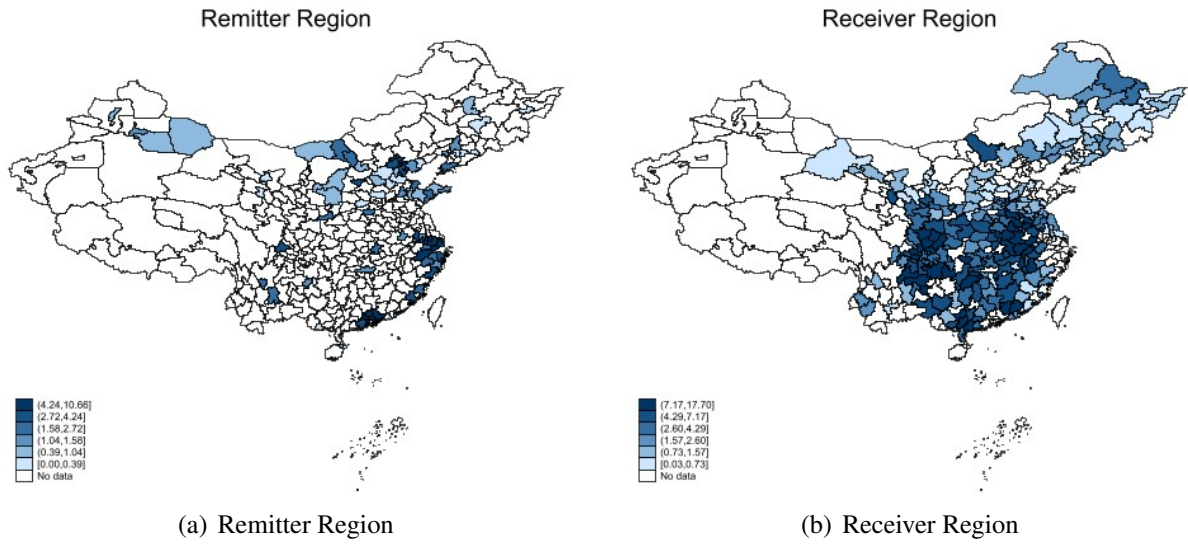 Remitter Region
(4.24,10.66]
(2.72,4.24]
(1.58,2.72]
(1.04,1.58]
(0.39,1.04]
[0.00,0.39]
No data
(a) Remitter Region
Receiver Region
(7.17,17.70]
(4.29,7.17]
(2.60,4.29]
(1.57,2.60]
(0.73,1.57]
[0.03,0.73]
No data
(b) Receiver Region